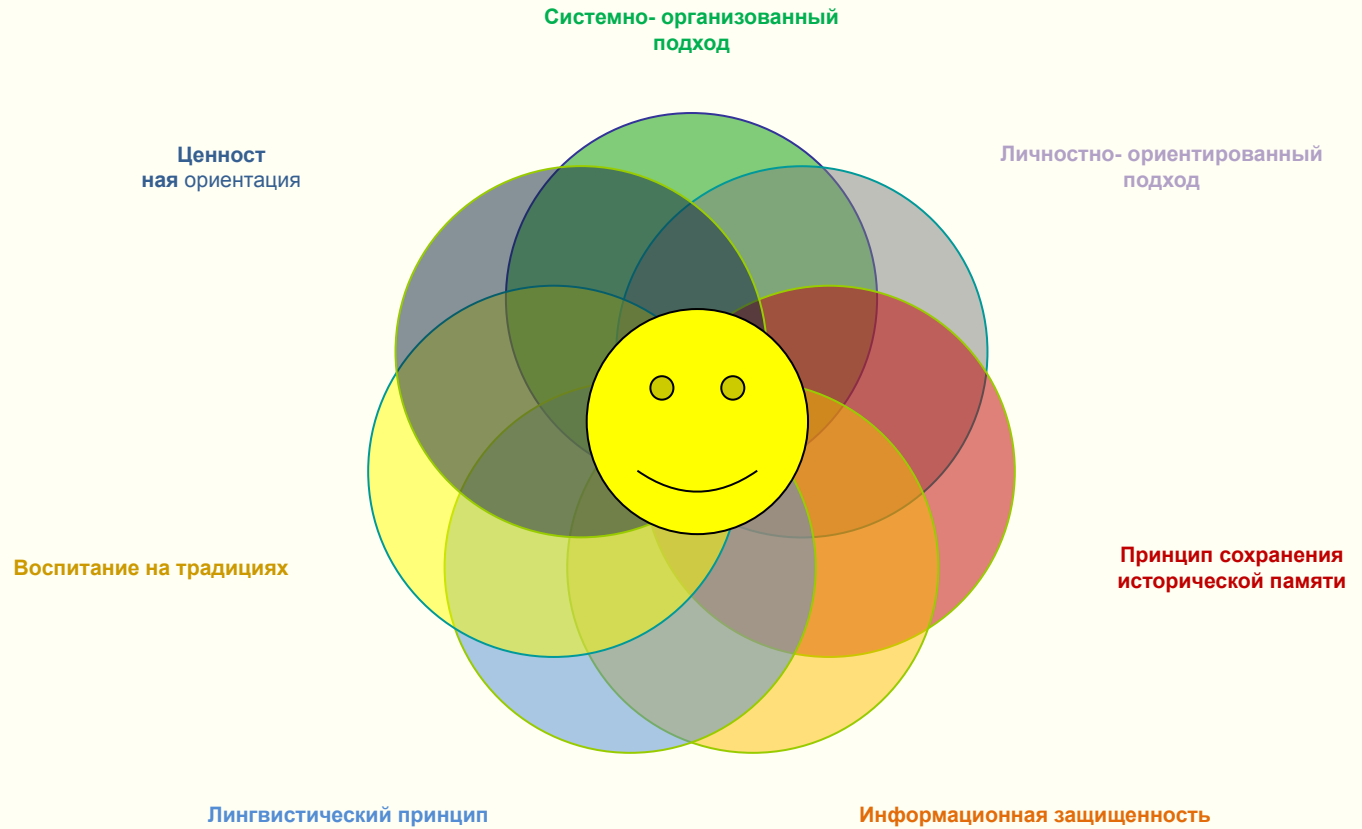 Системно- организованный
подход
Ценност
ная ориентация
Личностно- ориентированный
подход
Воспитание на традициях
Принцип сохранения
исторической памяти
Лингвистический принцип
Информационная защищенность